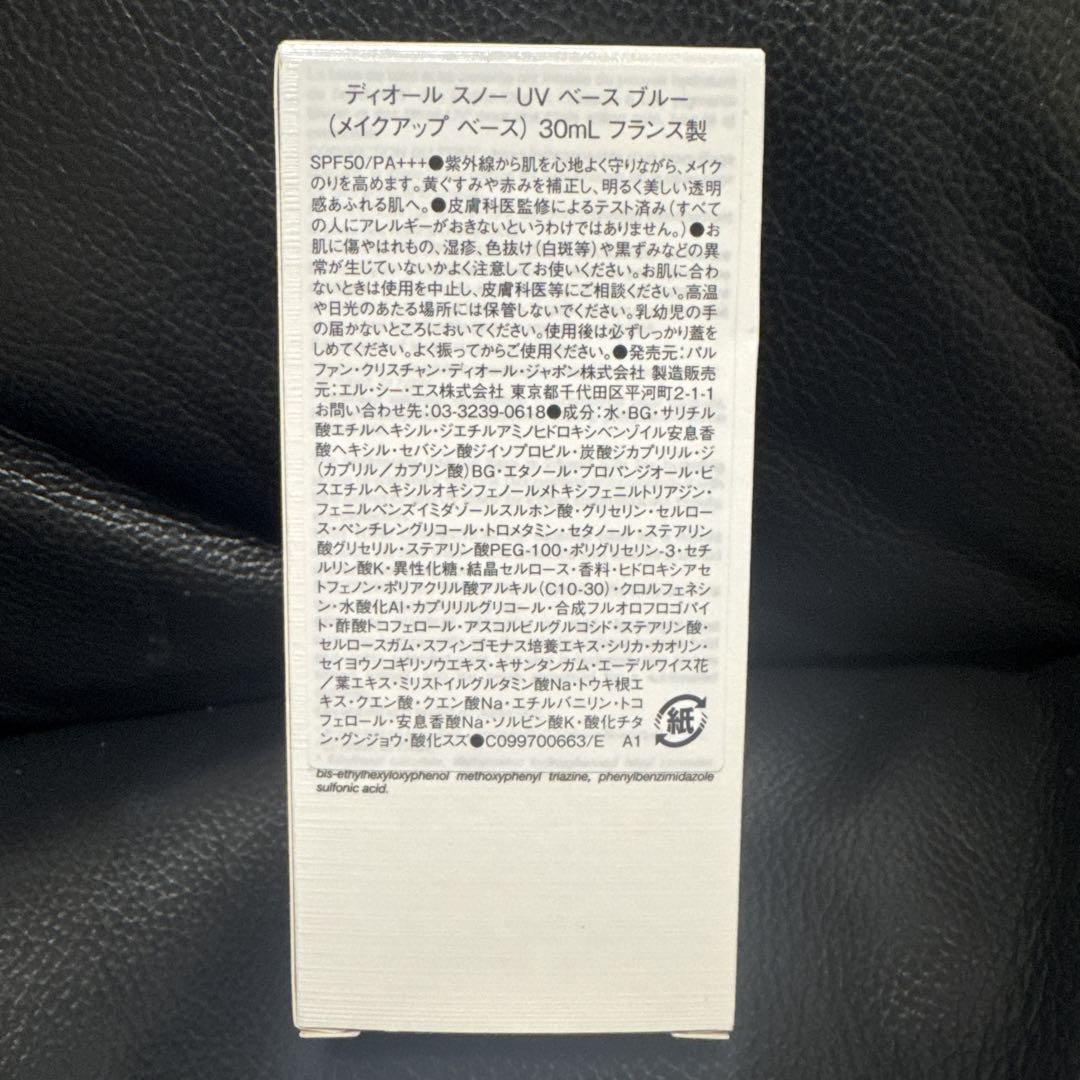 ディオール スノー UV ベース ブルー
（メイクアップ ベース） 30mL フランス製
SPF50/PA+++●紫外線から肌を心地よく守りながら、メイク
のりを高めます。黄ぐすみや赤みを補正し、明るく美しい透明
感あふれる肌へ。●皮膚科医監修によるテスト済み（すべて
の人にアレルギーがおきないというわけではありません。）●お
肌に傷やはれもの、湿疹、色抜け（白斑等）や黒ずみなどの異
常が生じていないかよく注意してお使いください。お肌に合わ
ないときは使用を中止し、皮膚科医等にご相談ください。高温
や日光のあたる場所には保管しないでください。乳幼児の手
の届かないところにおいてください。使用後は必ずしっかり蓋を
しめてください。よく振ってからご使用ください。●発売元：パル
ファン・クリスチャン・ディオール・ジャポン株式会社 製造販売
元：エル・シー・エス株式会社 東京都千代田区平河町2-1-1
お問い合わせ先：03-3239-0618●成分：水・BG・サリチル
酸エチルヘキシル・ジエチルアミノヒドロキシベンゾイル安息香
酸ヘキシル・セバシン酸ジイソプロピル・炭酸ジカプリリル・ジ
（カプリル／カプリン酸）BG・エタノール・プロパンジオール・ビ
スエチルヘキシルオキシフェノールメトキシフェニルトリアジン・
フェニルベンズイミダゾールスルホン酸・グリセリン・セルロー
ス・ペンチレングリコール・トロメタミン・セタノール・ステアリン
酸グリセリル・ステアリン酸PEG-100・ポリグリセリン-3・セチ
ルリン酸K・異性化糖・結晶セルロース・香料・ヒドロキシアセ
トフェノン・ポリアクリル酸アルキル（C10-30）・クロルフェネシ
ン・水酸化Al・カプリリルグリコール・合成フルオロフロゴパイ
ト・酢酸トコフェロール・アスコルビルグルコシド・ステアリン酸・
セルロースガム・スフィンゴモナス培養エキス・シリカ・カオリン・
セイヨウノコギリソウエキス・キサンタンガム・エーデルワイス花
／葉エキス・ミリストイルグルタミン酸Na・トウキ根エ
キス・クエン酸・クエン酸Na・エチルバニリン・トコ
フェロール・安息香酸Na・ソルビン酸K・酸化チタ
ン・グンジョウ・酸化スズ●C099700663/E A1
紙
bis-ethylhexyloxyphenol methoxyphenyl triazine, phenylbenzimidazole
sulfonic acid.